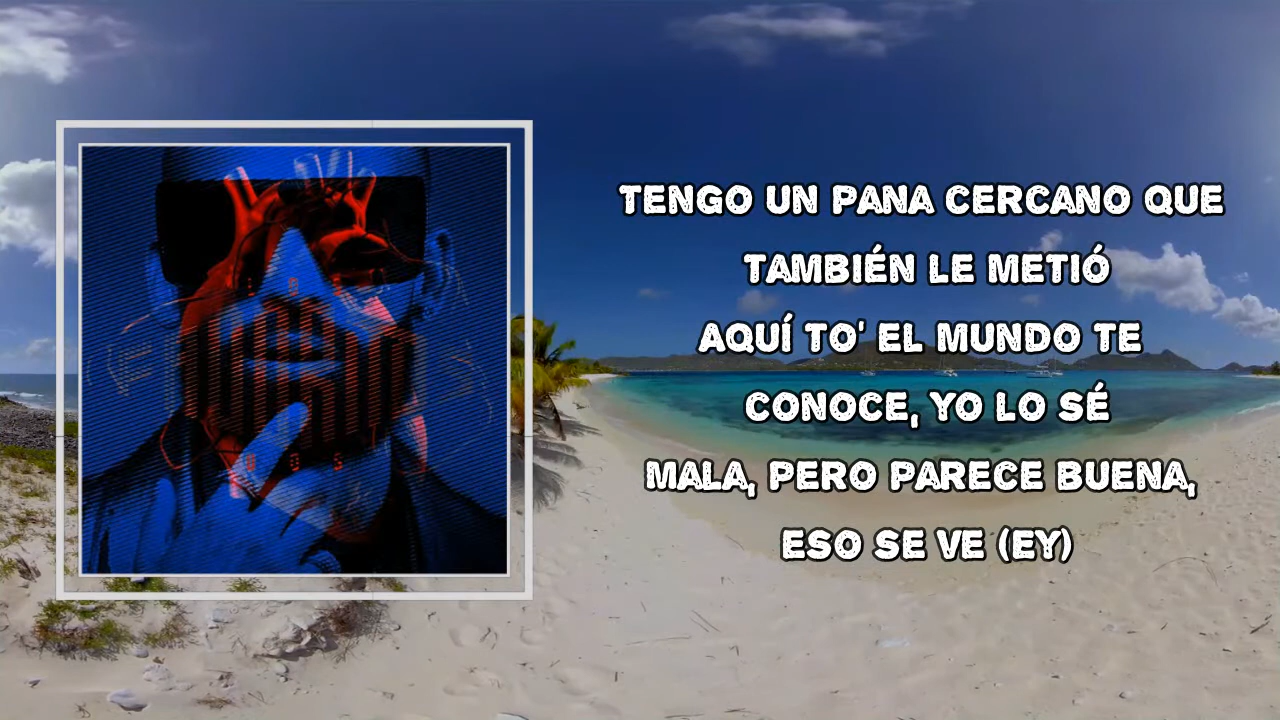 TENGO UN PANA CERCANO QUE
TAMBIÉN LE METIÓ
AQUÍ TO' EL MUNDO TE
CONOCE, YO LO SÉ
MALA, PERO PARECE BUENA,
ESO SE VE (EY)